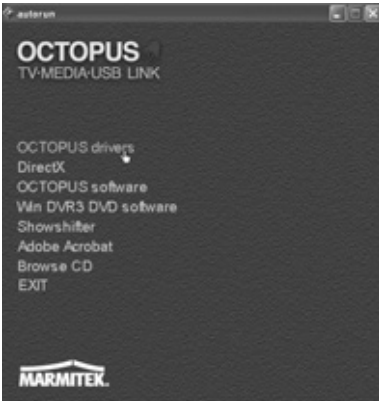 autorun
OCTOPUS
TV-MEDIA-USB LINK
OCTOPUS drivers
DirectX
OCTOPUS software
Win DVR3 DVD software
Showshifter
Adobe Acrobat
Browse CD
EXIT
MARMITEK.